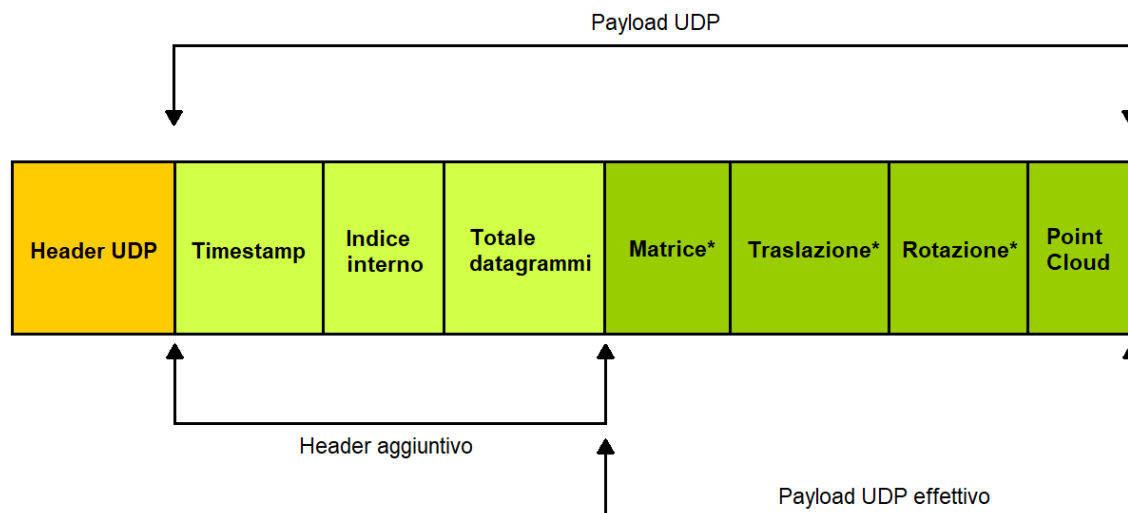 Payload UDP
Header UDP
Timestamp
Indice
interno
Totale
datagrammi
Matrice*
Traslazione*
Rotazione*
Point
Cloud
Header aggiuntivo
Payload UDP effettivo